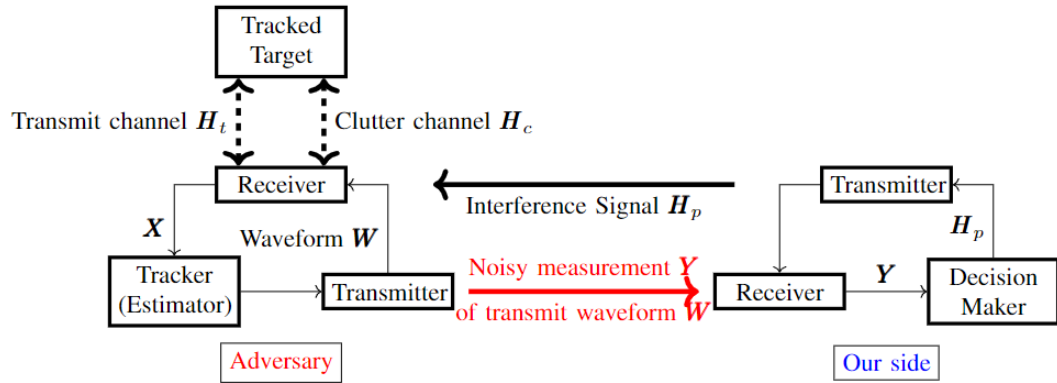 Tracked
Target
Transmit channel H_t
Clutter channel H_c
Receiver
Transmitter
Interference Signal H_p
X
Waveform W
H_p
Tracker
(Estimator)
Transmitter
Noisy measurement Y
of transmit waveform W
Receiver
Y
Decision
Maker
Adversary
Our side